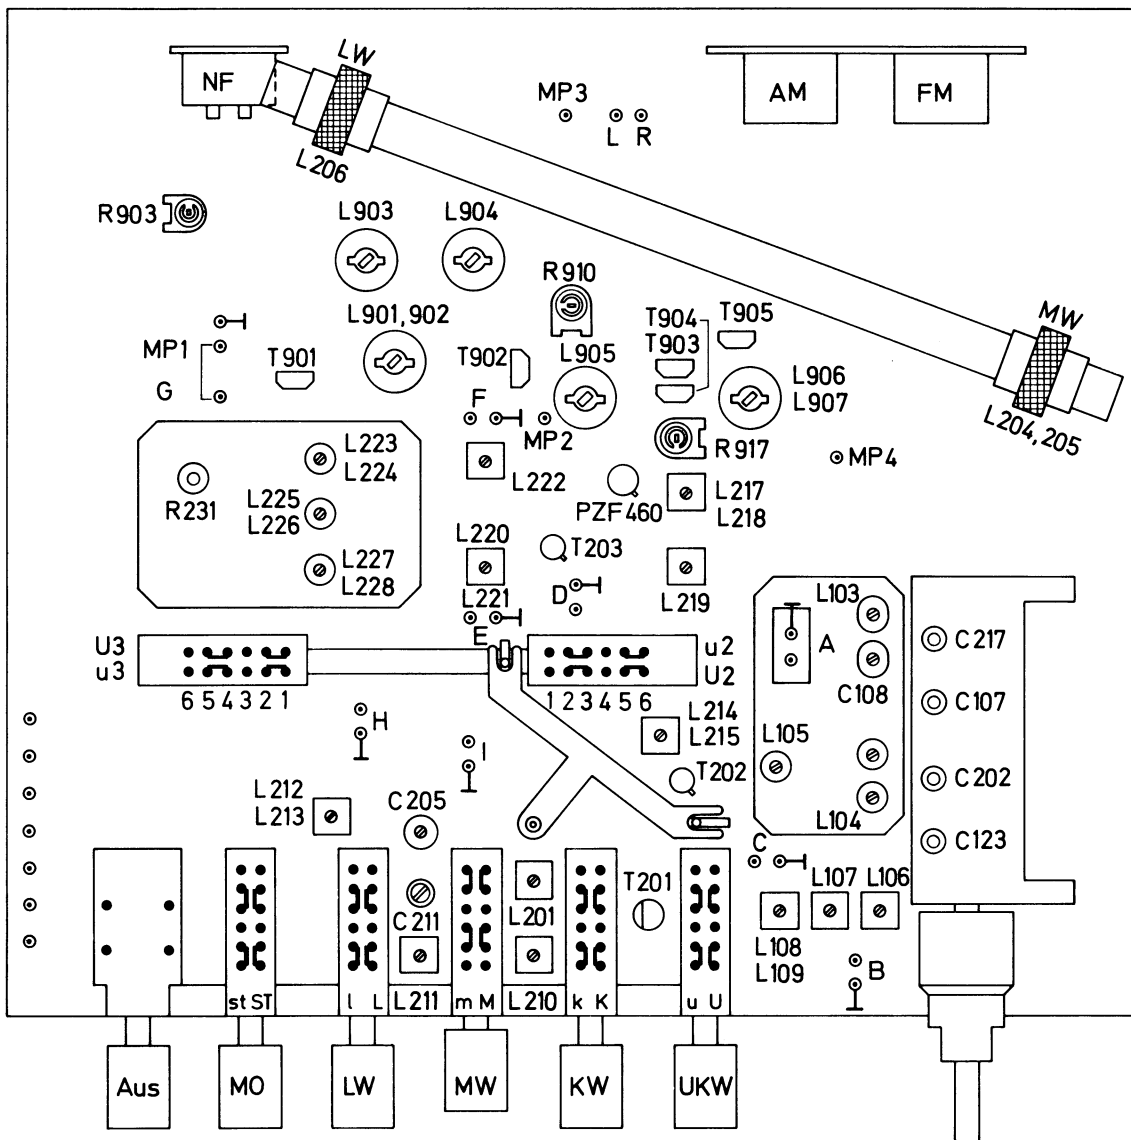 LW
NF
MP3
L R
AM
FM
L206
R903
L903
L904
R910
L901,902
T904
T903
T905
MW
MP1
T901
T902
L905
L906
L907
G
F
MP2
R917
MP4
L204,205
L223
L224
L222
L217
L218
R231
L225
L226
PZF460
L220
T203
L227
L228
L221
D
L219
L103
U3
u3
E
u2
U2
A
C217
6 5 4 3 2 1
1 2 3 4 5 6
C108
C107
H
L214
L215
L105
I
T202
C202
L212
L213
C205
L104
C
C123
T201
L107
L106
C211
L201
L108
L109
B
st ST
l L
L211
m M
L210
k K
u U
Aus
MO
LW
MW
KW
UKW